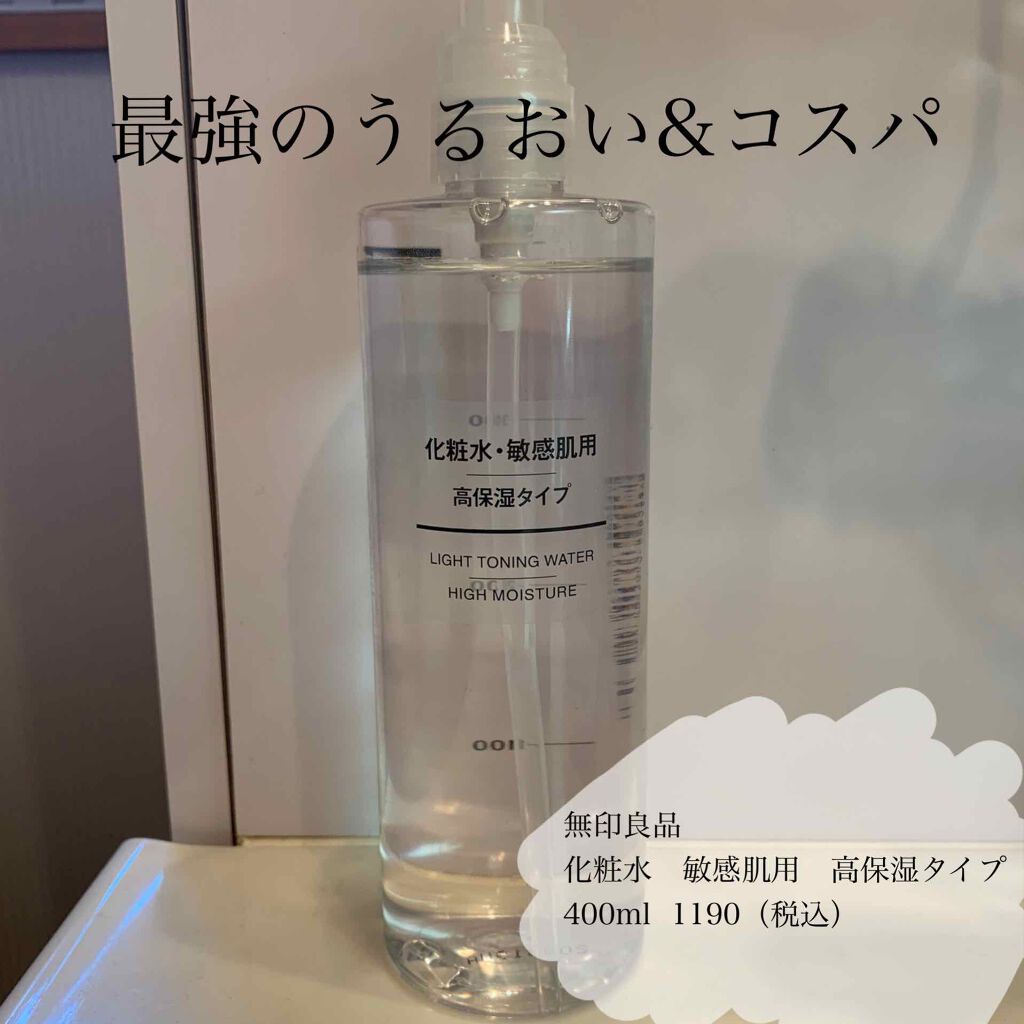 最強のうるおい&コスパ
化粧水・敏感肌用
高保湿タイプ
LIGHT TONING WATER
HIGH MOISTURE
100
無印良品
化粧水 敏感肌用 高保湿タイプ
400ml 1190（税込）